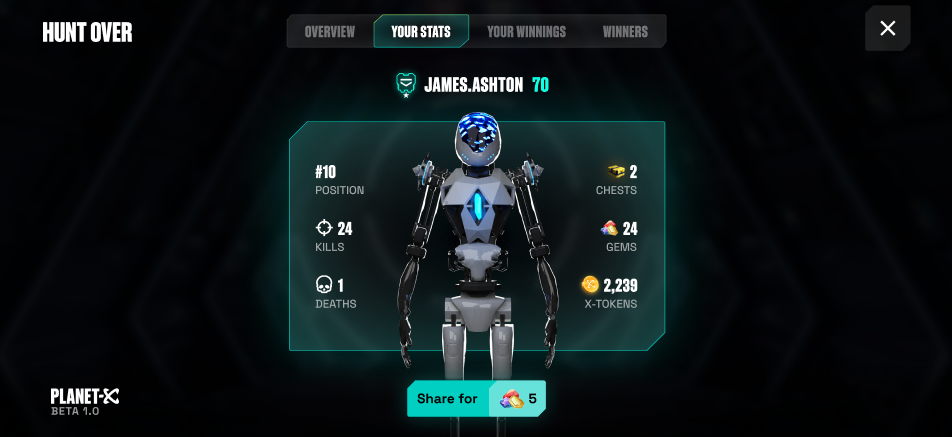 HUNT OVER
OVERVIEW
YOUR STATS
YOUR WINNINGS
WINNERS
JAMES.ASHTON 70
#10
POSITION
24
KILLS
1
DEATHS
2
CHESTS
24
GEMS
2,239
X-TOKENS
Share for 5
PLANET-X
BETA 1.0